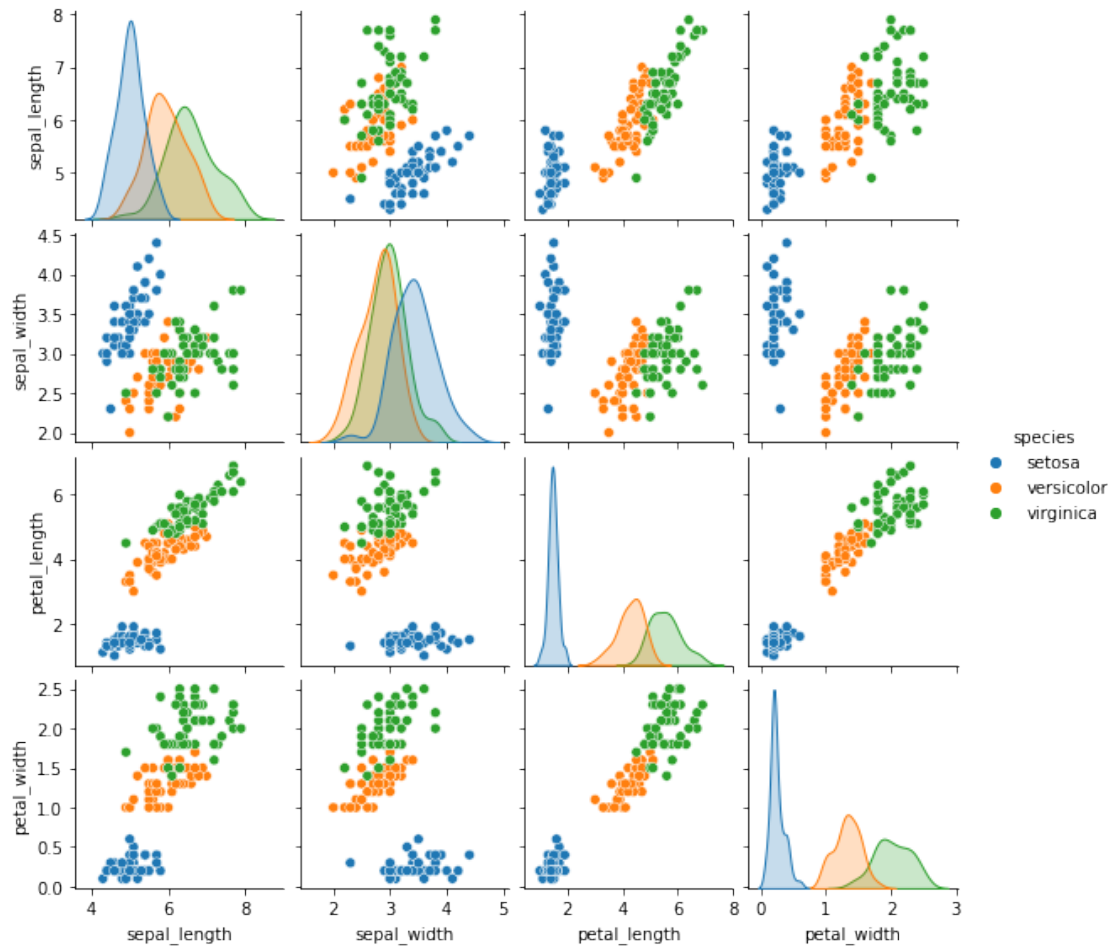 8
7
6
5
sepal_length
4.5
4.0
3.5
3.0
2.5
2.0
sepal_width
species
setosa
versicolor
virginica
6
4
2
petal_length
2.5
2.0
1.5
1.0
0.5
0.0
petal_width
4 6 8
2 3 4 5
2 4 6 8
0 1 2 3
sepal_length
sepal_width
petal_length
petal_width